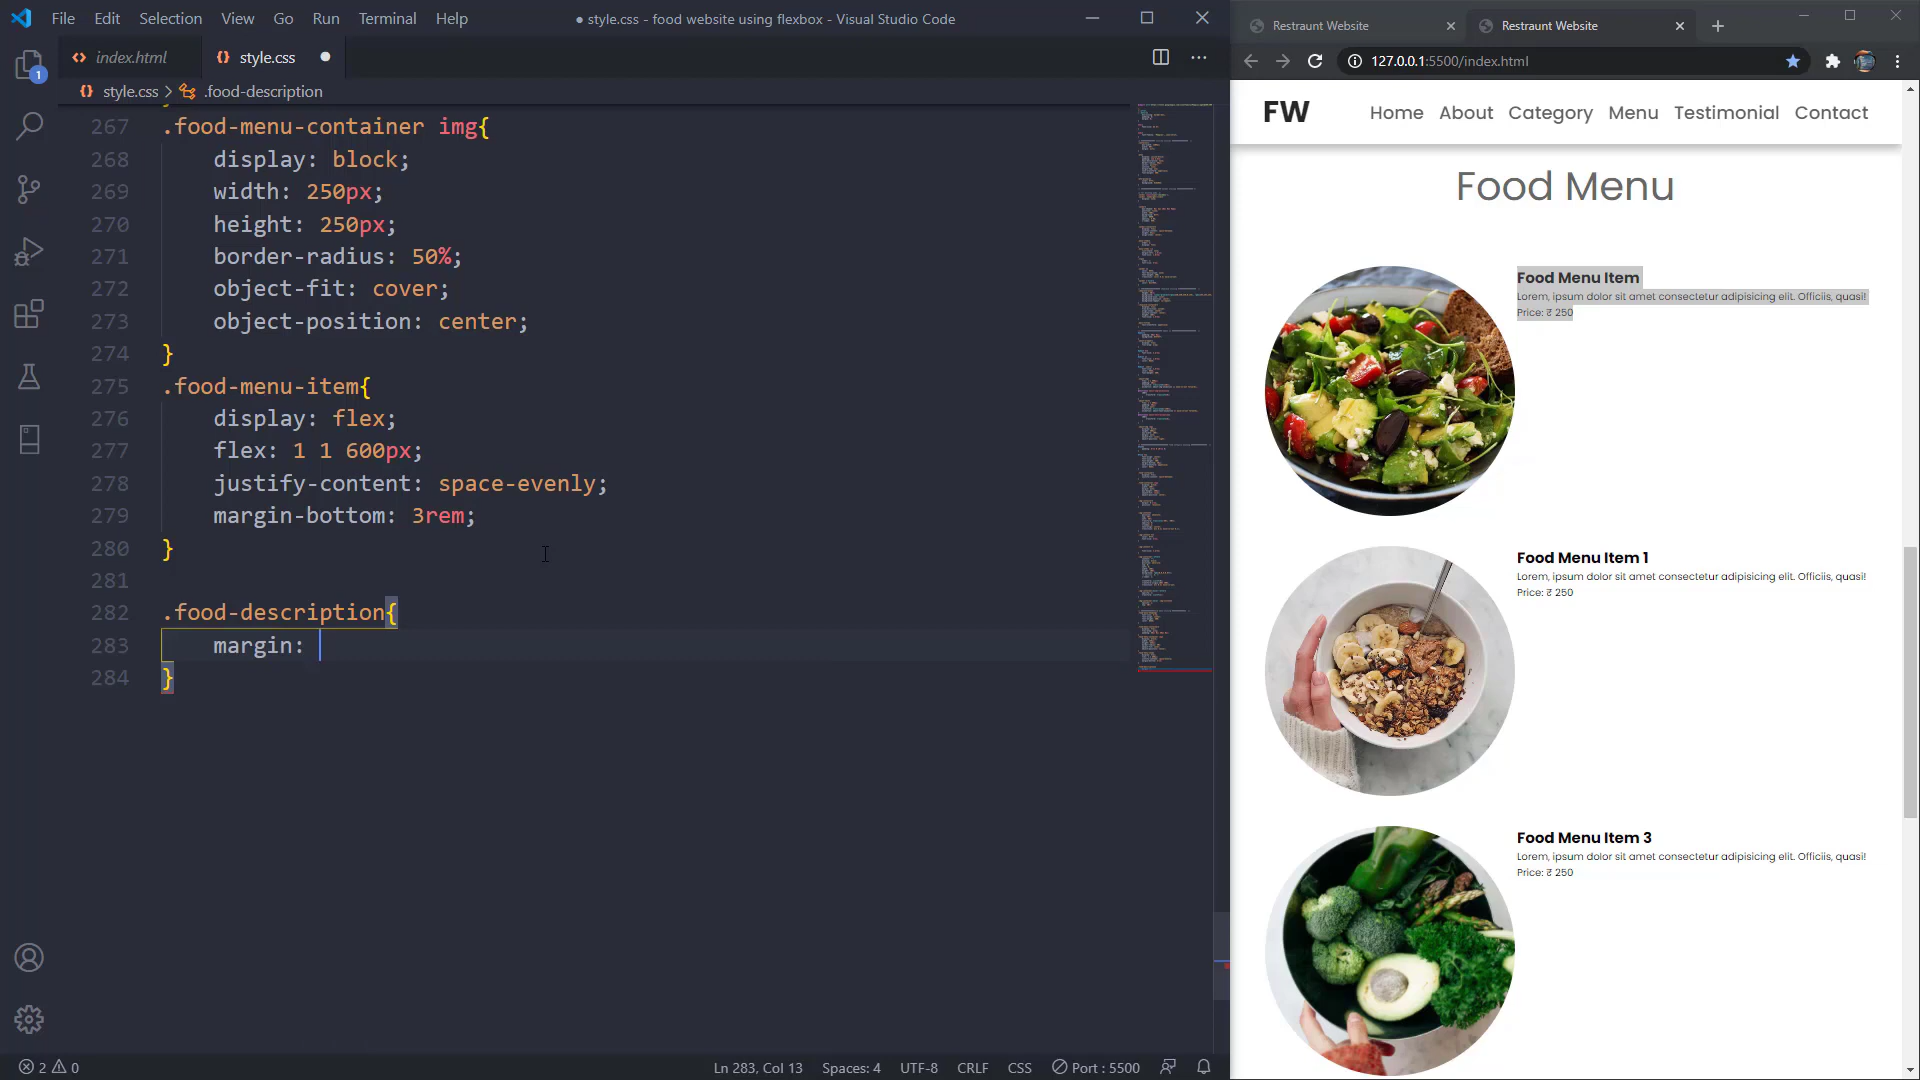 File Edit Selection View Go Run Terminal Help
● style.css - food website using flexbox - Visual Studio Code
index.html
style.css
style.css > .food-description
267 .food-menu-container img{
268 display: block;
269 width: 250px;
270 height: 250px;
271 border-radius: 50%;
272 object-fit: cover;
273 object-position: center;
274 }
275 .food-menu-item{
276 display: flex;
277 flex: 1 1 600px;
278 justify-content: space-evenly;
279 margin-bottom: 3rem;
280 }
281
282 .food-description{
283 margin:
284 }
1
2 0
Ln 283, Col 13 Spaces: 4 UTF-8 CRLF CSS Port : 5500
Restraunt Website
Restraunt Website
127.0.0.1:5500/index.html
FW Home About Category Menu Testimonial Contact
Food Menu
Food Menu Item
Lorem, ipsum dolor sit amet consectetur adipisicing elit. Officiis, quasi!
Price: ₹ 250
Food Menu Item 1
Lorem, ipsum dolor sit amet consectetur adipisicing elit. Officiis, quasi!
Price: ₹ 250
Food Menu Item 3
Lorem, ipsum dolor sit amet consectetur adipisicing elit. Officiis, quasi!
Price: ₹ 250